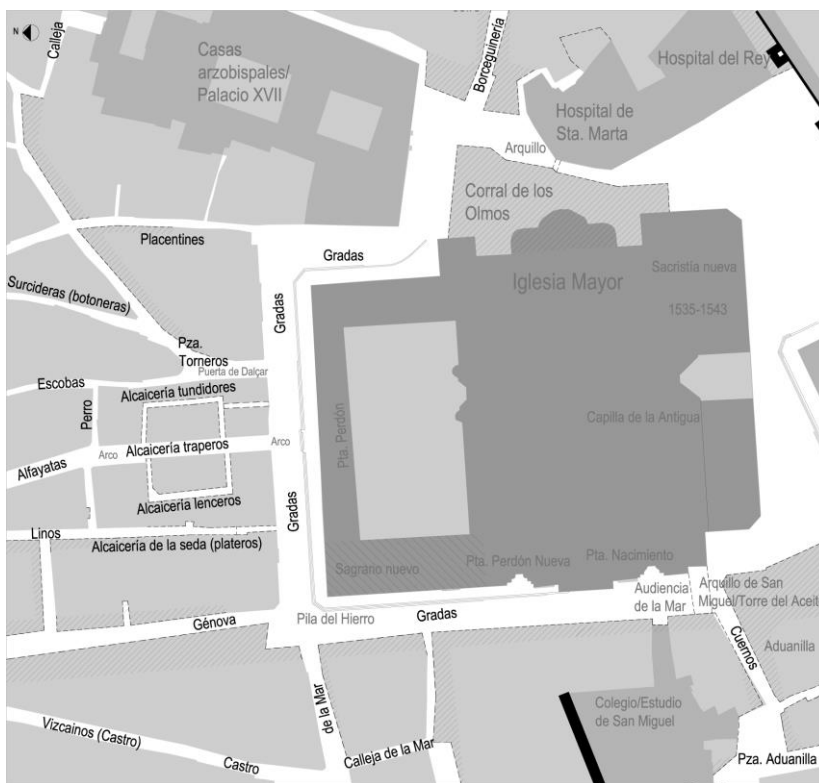 N
Calleja
Casas
arzobispales/
Palacio XVII
Borceguinería
Hospital del Rey
Hospital de
Sta. Marta
Arquillo
Corral de los
Olmos
Placentines
Gradas
Iglesia Mayor
Sacristía nueva
1535-1543
Surcideras (botoneras)
Gradas
Pza.
Torneros
Puerta de Dalçar
Escobas
Alcaicería tundidores
Perro
Pta. Perdón
Capilla de la Antigua
Arco
Alcaicería traperos
Arco
Alfayatas
Alcaicería lenceros
Gradas
Linos
Alcaicería de la seda (plateros)
Sagrario nuevo
Pta. Perdón Nueva
Pta. Nacimiento
Audiencia
de la Mar
Arquillo de San
Miguel/Torre del Aceite
Génova
Pila del Hierro
Gradas
Cuernos
Aduanilla
de la Mar
Colegio/Estudio
de San Miguel
Vizcainos (Castro)
Castro
Calleja de la Mar
Pza. Aduanilla